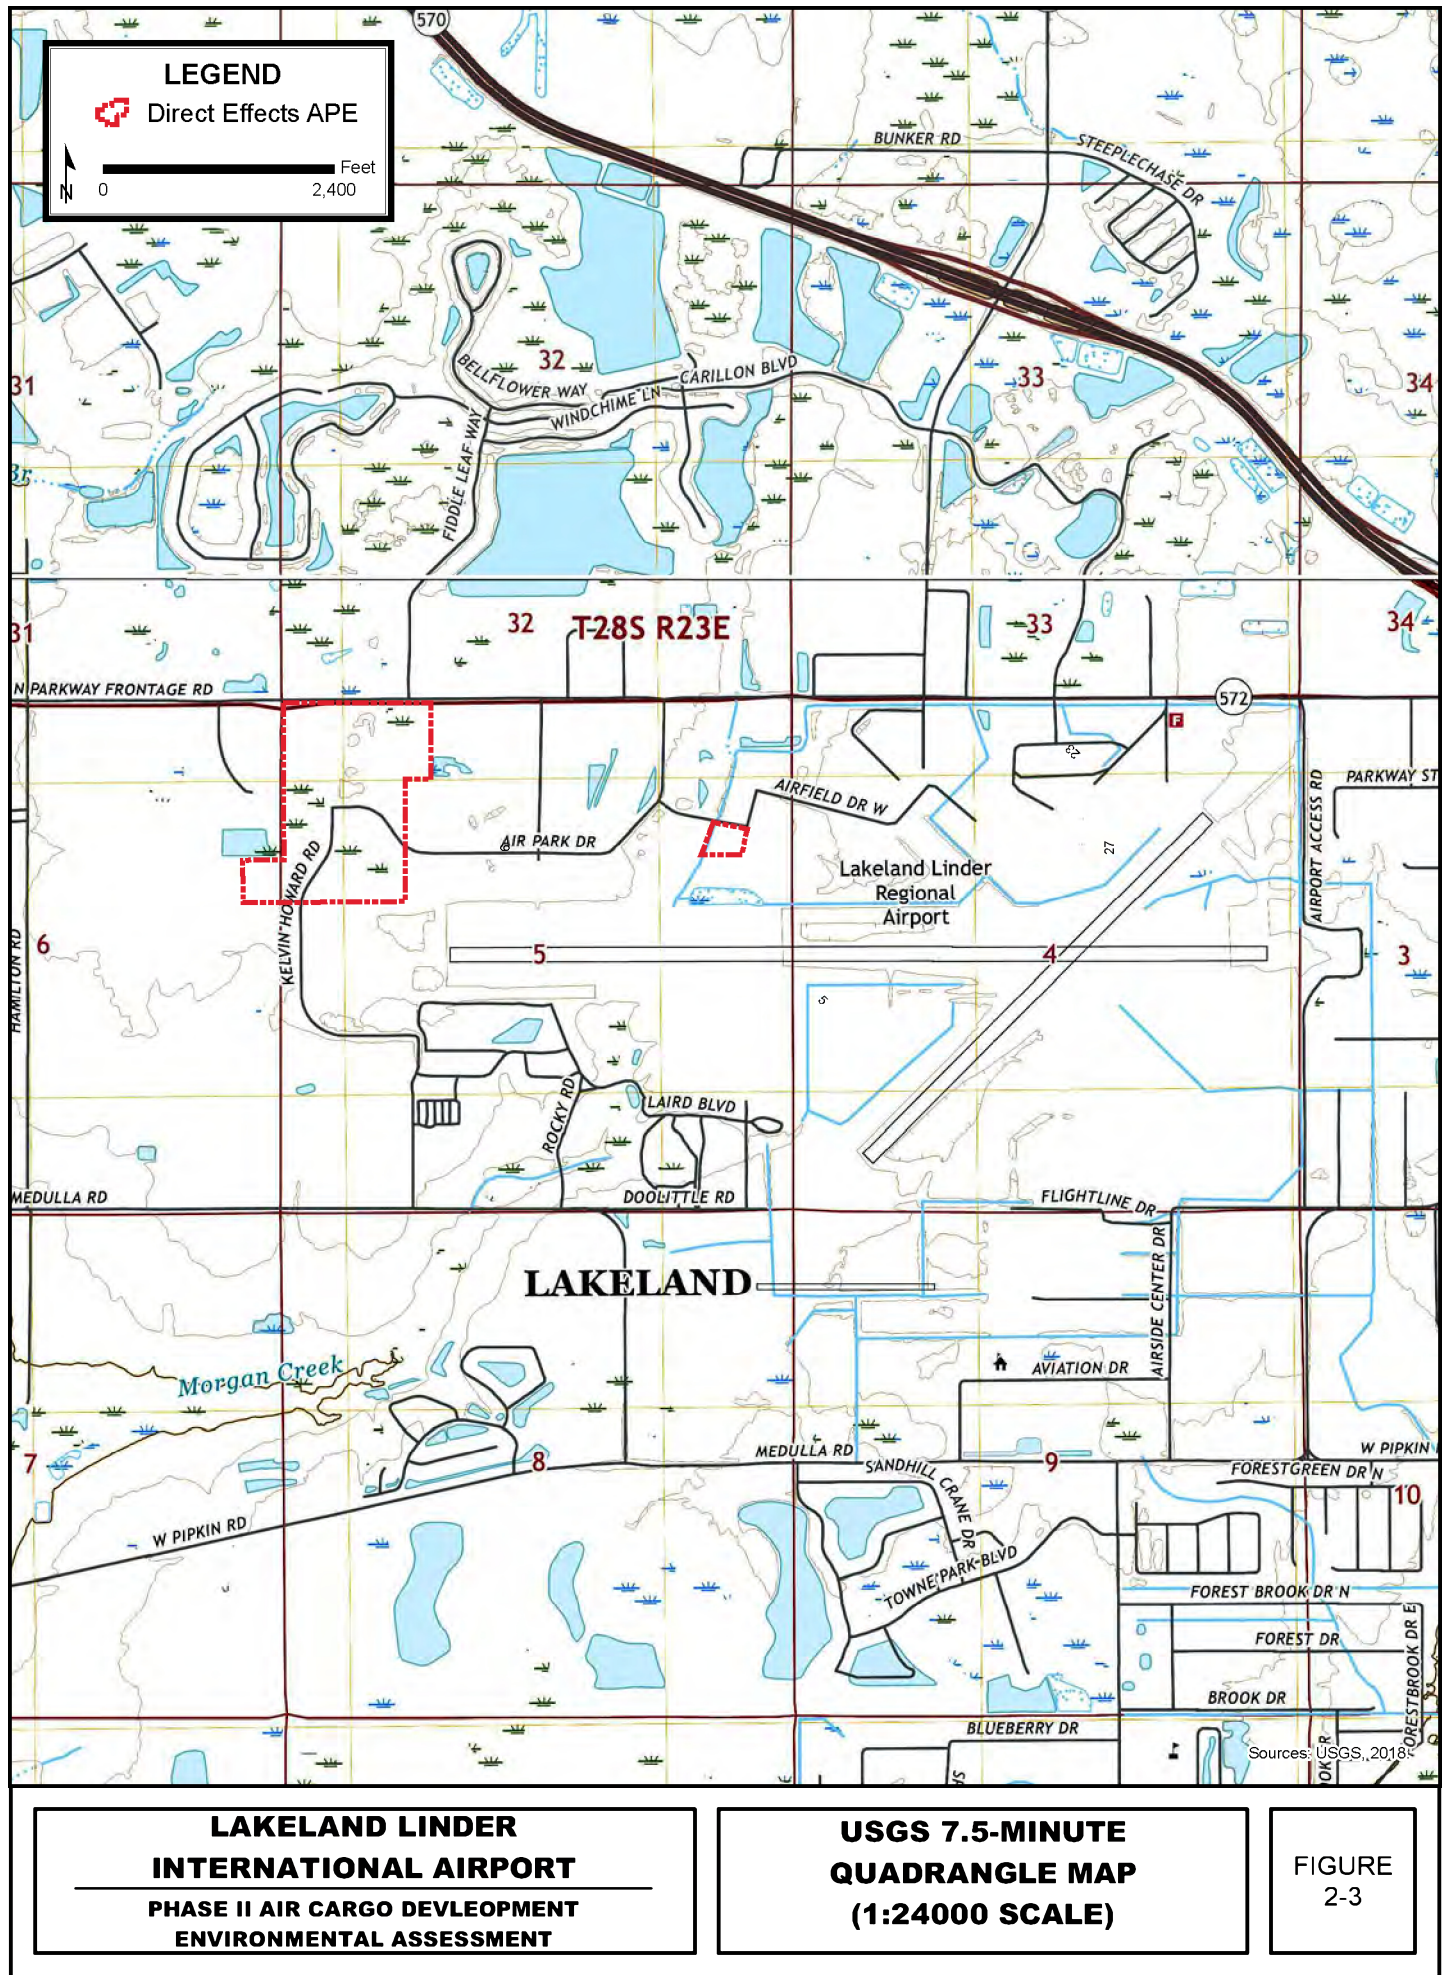 570
LEGEND
Direct Effects APE
Feet
N
0
2,400
BUNKER RD
STEEPLECHASE DR
32
31
33
34
BELLFLOWER WAY
CARILLON BLVD
WINDCHIME LN
FIDDLE LEAF WAY
Br
31
32
T28S R23E
33
34
N PARKWAY FRONTAGE RD
572
F
23
AIRFIELD DR W
PARKWAY ST
AIRPORT ACCESS RD
AIR PARK DR
9
27
KELVIN HOWARD RD
Lakeland Linder
Regional
Airport
HAMILTON RD
6
5
4
3
5
ROCKY RD
LAIRD BLVD
MEDULLA RD
DOOLITTLE RD
FLIGHTLINE DR
AIRSIDE CENTER DR
LAKELAND
Morgan Creek
AVIATION DR
7
8
MEDULLA RD
9
W PIPKIN
SANDHILL CRANE DR
FORESTGREEN DR N
10
W PIPKIN RD
TOWNE PARK BLVD
FOREST BROOK DR N
FOREST DR
FORESTBROOK DR E
BROOK DR
BLUEBERRY DR
Sources: USGS, 2018
LAKELAND LINDER
INTERNATIONAL AIRPORT
PHASE II AIR CARGO DEVLEOPMENT
ENVIRONMENTAL ASSESSMENT
USGS 7.5-MINUTE
QUADRANGLE MAP
(1:24000 SCALE)
FIGURE
2-3